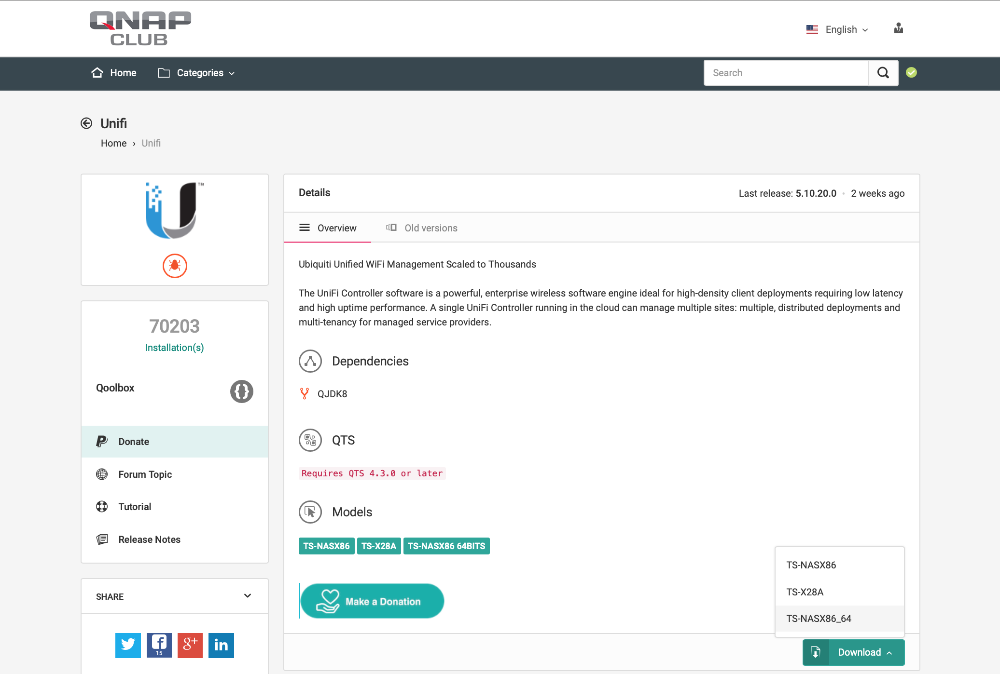 QNAP
CLUB
English
Home
Categories
Search
Unifi
Home › Unifi
TM
70203
Installation(s)
Qoolbox
Donate
Forum Topic
Tutorial
Release Notes
SHARE
15
g+
in
Details
Last release: 5.10.20.0 • 2 weeks ago
Overview
Old versions
Ubiquiti Unified WiFi Management Scaled to Thousands
The UniFi Controller software is a powerful, enterprise wireless software engine ideal for high-density client deployments requiring low latency
and high uptime performance. A single UniFi Controller running in the cloud can manage multiple sites: multiple, distributed deployments and
multi-tenancy for managed service providers.
Dependencies
QJDK8
QTS
Requires QTS 4.3.0 or later
Models
TS-NASX86 TS-X28A TS-NASX86 64BITS
Make a Donation
TS-NASX86
TS-X28A
TS-NASX86_64
Download